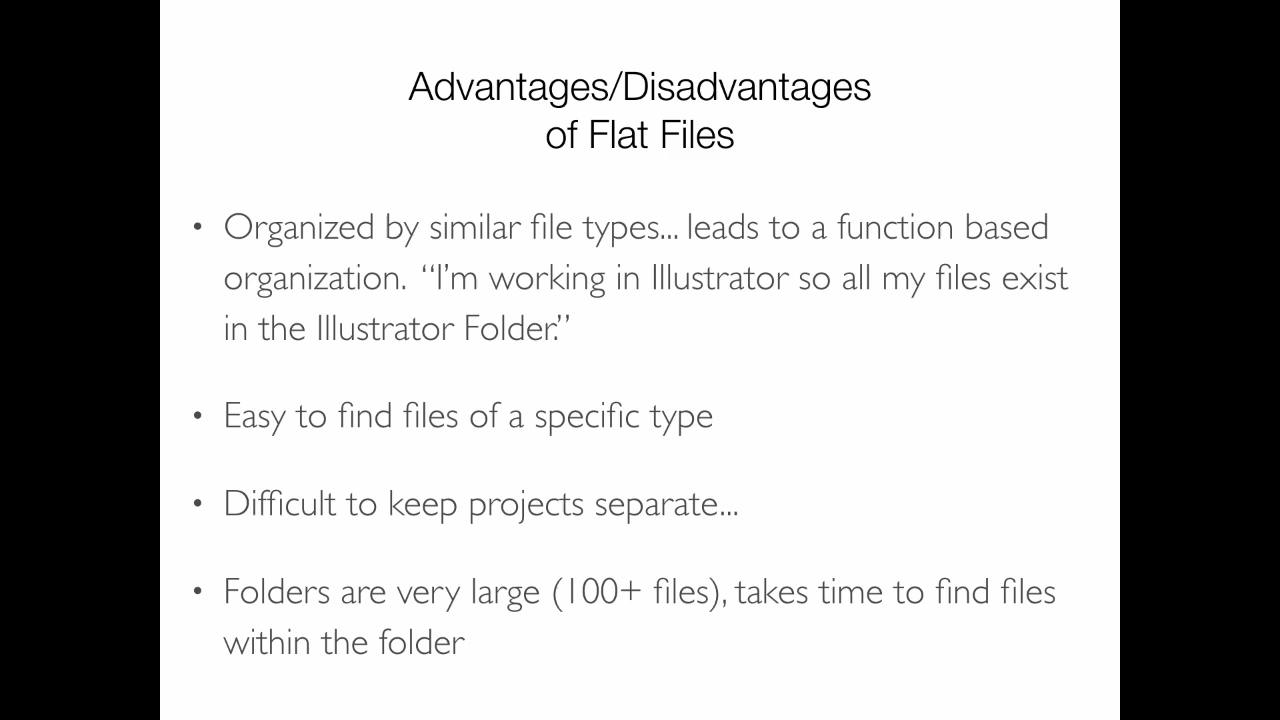 Advantages/Disadvantages
of Flat Files
• Organized by similar file types... leads to a function based
organization. “I’m working in Illustrator so all my files exist
in the Illustrator Folder.”
• Easy to find files of a specific type
• Difficult to keep projects separate...
• Folders are very large (100+ files), takes time to find files
within the folder